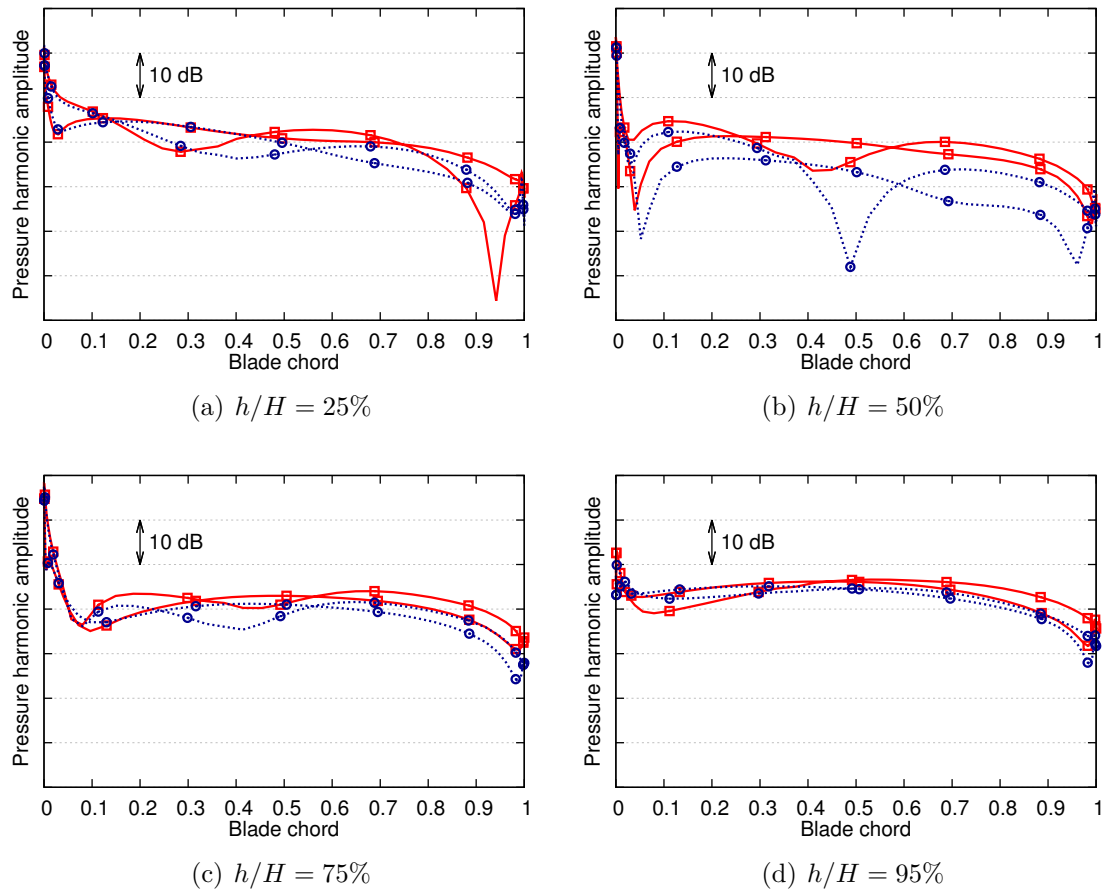 Pressure harmonic amplitude
10 dB
0 0.1 0.2 0.3 0.4 0.5 0.6 0.7 0.8 0.9 1
Blade chord
(a) h/H = 25%
Pressure harmonic amplitude
10 dB
0 0.1 0.2 0.3 0.4 0.5 0.6 0.7 0.8 0.9 1
Blade chord
(b) h/H = 50%
Pressure harmonic amplitude
10 dB
0 0.1 0.2 0.3 0.4 0.5 0.6 0.7 0.8 0.9 1
Blade chord
(c) h/H = 75%
Pressure harmonic amplitude
10 dB
0 0.1 0.2 0.3 0.4 0.5 0.6 0.7 0.8 0.9 1
Blade chord
(d) h/H = 95%